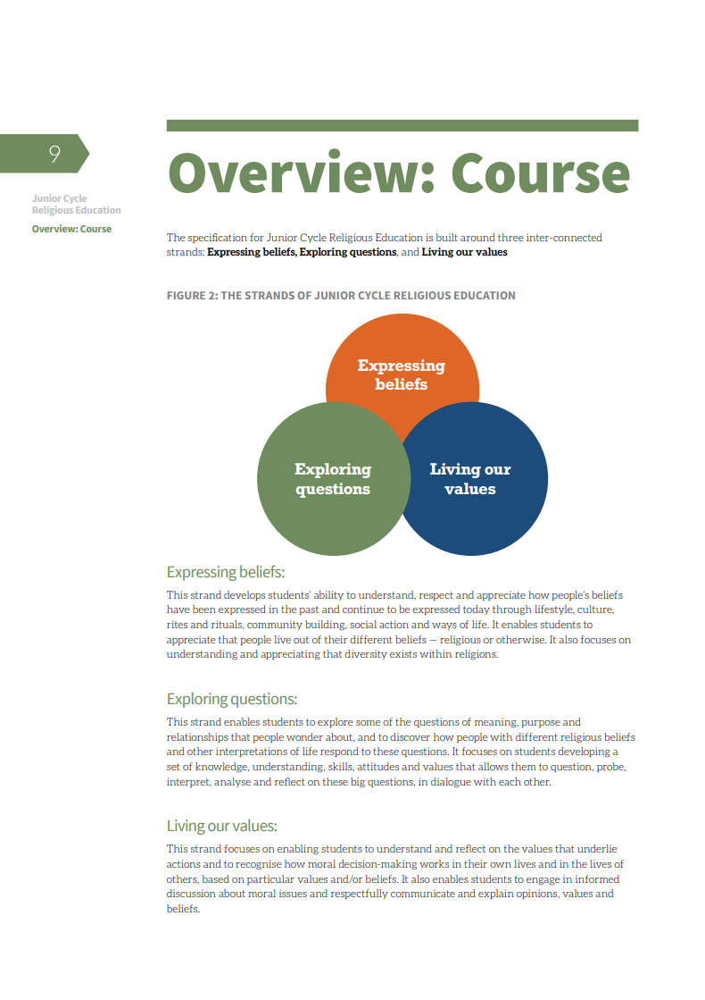 9
Junior Cycle
Religious Education
Overview: Course
Overview: Course
The specification for Junior Cycle Religious Education is built around three inter-connected
strands: Expressing beliefs, Exploring questions, and Living our values
FIGURE 2: THE STRANDS OF JUNIOR CYCLE RELIGIOUS EDUCATION
Expressing
beliefs
Exploring
questions
Living our
values
Expressing beliefs:
This strand develops students’ ability to understand, respect and appreciate how people’s beliefs
have been expressed in the past and continue to be expressed today through lifestyle, culture,
rites and rituals, community building, social action and ways of life. It enables students to
appreciate that people live out of their different beliefs — religious or otherwise. It also focuses on
understanding and appreciating that diversity exists within religions.
Exploring questions:
This strand enables students to explore some of the questions of meaning, purpose and
relationships that people wonder about, and to discover how people with different religious beliefs
and other interpretations of life respond to these questions. It focuses on students developing a
set of knowledge, understanding, skills, attitudes and values that allows them to question, probe,
interpret, analyse and reflect on these big questions, in dialogue with each other.
Living our values:
This strand focuses on enabling students to understand and reflect on the values that underlie
actions and to recognise how moral decision-making works in their own lives and in the lives of
others, based on particular values and/or beliefs. It also enables students to engage in informed
discussion about moral issues and respectfully communicate and explain opinions, values and
beliefs.